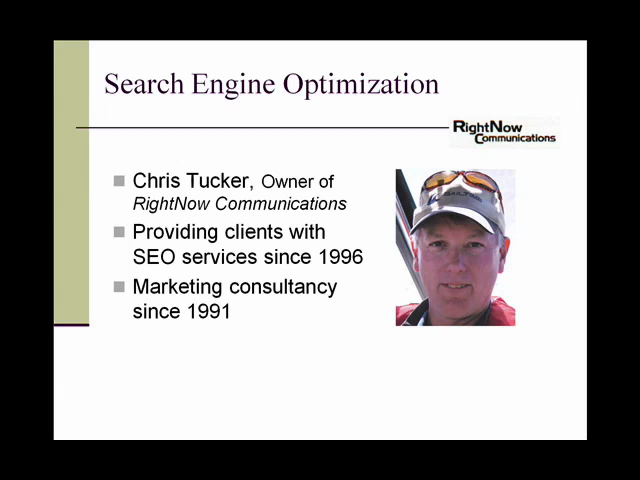 Search Engine Optimization
RightNow
Communications
Chris Tucker, Owner of
RightNow Communications
Providing clients with
SEO services since 1996
Marketing consultancy
since 1991